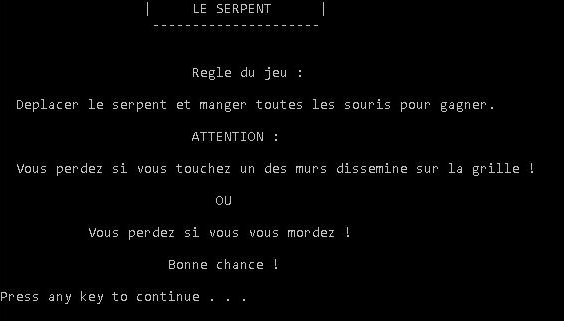 |     LE SERPENT      |
---------------------
Regle du jeu :
Deplacer le serpent et manger toutes les souris pour gagner.
ATTENTION :
Vous perdez si vous touchez un des murs dissemine sur la grille !
OU
Vous perdez si vous vous mordez !
Bonne chance !
Press any key to continue . . .